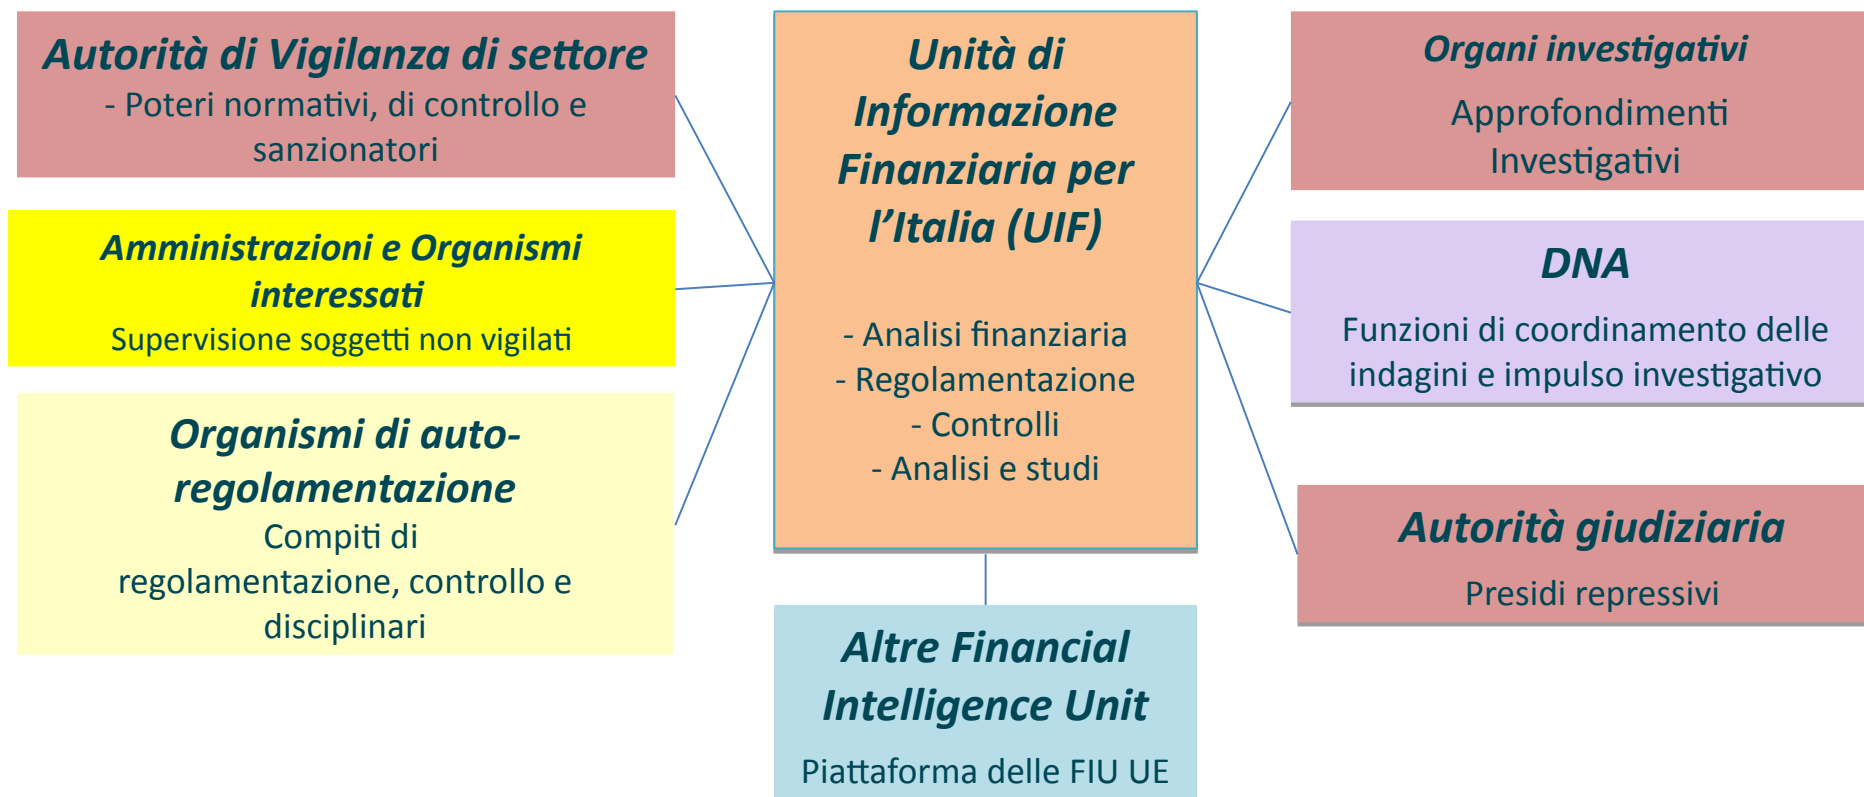 Autorità di Vigilanza di settore
- Poteri normativi, di controllo e
sanzionatori
Amministrazioni e Organismi
interessati
Supervisione soggetti non vigilati
Organismi di auto-
regolamentazione
Compiti di
regolamentazione, controllo e
disciplinari
Unità di
Informazione
Finanziaria per
l’Italia (UIF)
- Analisi finanziaria
- Regolamentazione
- Controlli
- Analisi e studi
Altre Financial
Intelligence Unit
Piattaforma delle FIU UE
Organi investigativi
Approfondimenti
Investigativi
DNA
Funzioni di coordinamento delle
indagini e impulso investigativo
Autorità giudiziaria
Presidi repressivi